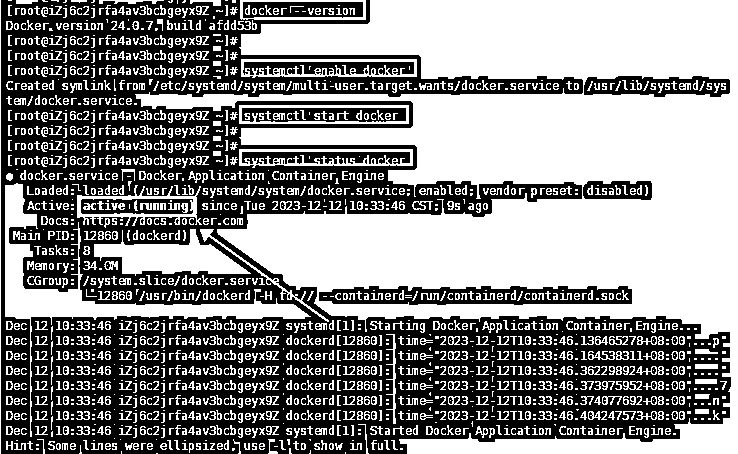 [root@iZj6c2jrfa4av3bcbgeyx9Z ~]# docker --version
Docker version 24.0.7, build afdd53b
[root@iZj6c2jrfa4av3bcbgeyx9Z ~]#
[root@iZj6c2jrfa4av3bcbgeyx9Z ~]#
[root@iZj6c2jrfa4av3bcbgeyx9Z ~]# systemctl enable docker
Created symlink from /etc/systemd/system/multi-user.target.wants/docker.service to /usr/lib/systemd/sys
tem/docker.service.
[root@iZj6c2jrfa4av3bcbgeyx9Z ~]# systemctl start docker
[root@iZj6c2jrfa4av3bcbgeyx9Z ~]#
[root@iZj6c2jrfa4av3bcbgeyx9Z ~]#
[root@iZj6c2jrfa4av3bcbgeyx9Z ~]# systemctl status docker
● docker.service - Docker Application Container Engine
Loaded: loaded (/usr/lib/systemd/system/docker.service; enabled; vendor preset: disabled)
Active: active (running) since Tue 2023-12-12 10:33:46 CST; 9s ago
Docs: https://docs.docker.com
Main PID: 12860 (dockerd)
Tasks: 8
Memory: 34.0M
CGroup: /system.slice/docker.service
└─12860 /usr/bin/dockerd -H fd:// --containerd=/run/containerd/containerd.sock
Dec 12 10:33:46 iZj6c2jrfa4av3bcbgeyx9Z systemd[1]: Starting Docker Application Container Engine...
Dec 12 10:33:46 iZj6c2jrfa4av3bcbgeyx9Z dockerd[12860]: time="2023-12-12T10:33:46.136465278+08:00"...p"
Dec 12 10:33:46 iZj6c2jrfa4av3bcbgeyx9Z dockerd[12860]: time="2023-12-12T10:33:46.164538311+08:00"...
Dec 12 10:33:46 iZj6c2jrfa4av3bcbgeyx9Z dockerd[12860]: time="2023-12-12T10:33:46.362298924+08:00"...
Dec 12 10:33:46 iZj6c2jrfa4av3bcbgeyx9Z dockerd[12860]: time="2023-12-12T10:33:46.373975952+08:00"...7
Dec 12 10:33:46 iZj6c2jrfa4av3bcbgeyx9Z dockerd[12860]: time="2023-12-12T10:33:46.374077692+08:00"...n"
Dec 12 10:33:46 iZj6c2jrfa4av3bcbgeyx9Z dockerd[12860]: time="2023-12-12T10:33:46.404247573+08:00"...k"
Dec 12 10:33:46 iZj6c2jrfa4av3bcbgeyx9Z systemd[1]: Started Docker Application Container Engine.
Hint: Some lines were ellipsized, use -l to show in full.